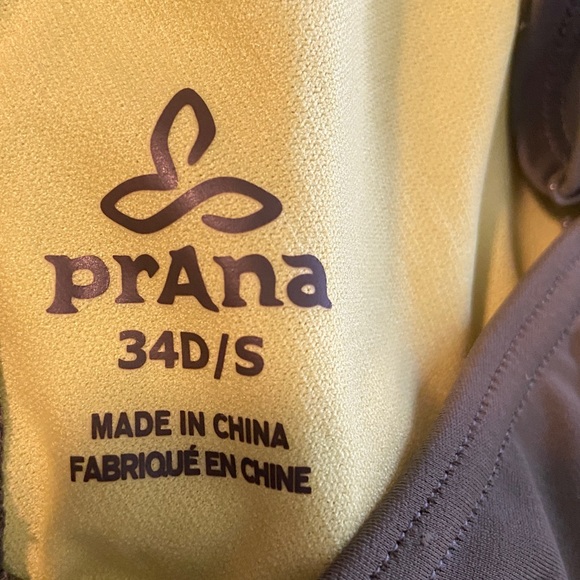 prAna
34D/S
MADE IN CHINA
FABRIQUÉ EN CHINE